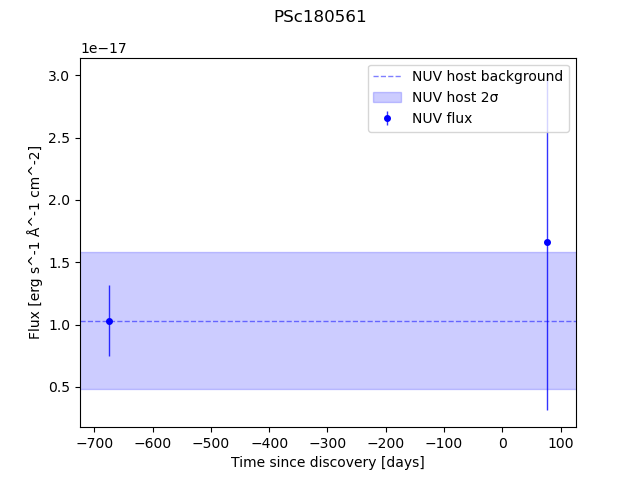 PSc180561
1e−17
NUV host background
NUV host 2σ
NUV flux
3.0
2.5
2.0
1.5
1.0
0.5
Flux [erg s^-1 Å^-1 cm^-2]
−700 −600 −500 −400 −300 −200 −100 0 100
Time since discovery [days]